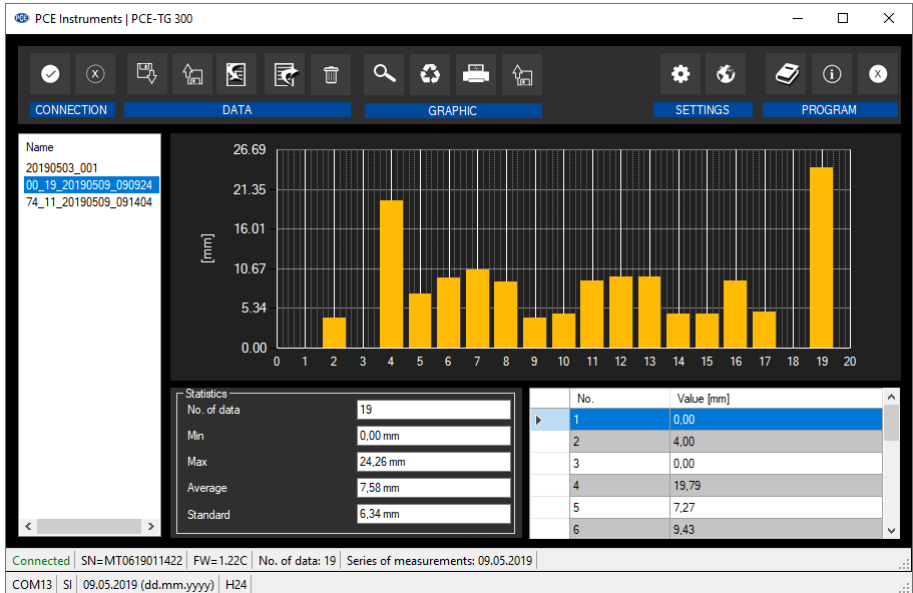 PCE Instruments | PCE-TG 300
CONNECTION DATA GRAPHIC SETTINGS PROGRAM
Name
20190503_001
00_19_20190509_090924
74_11_20190509_091404
[mm]
26.69
21.35
16.01
10.67
5.34
0.00
0 1 2 3 4 5 6 7 8 9 10 11 12 13 14 15 16 17 18 19 20
Statistics
No. of data 19
Min 0,00 mm
Max 24,26 mm
Average 7,58 mm
Standard 6,34 mm
No. Value [mm]
1 0,00
2 4,00
3 0,00
4 19,79
5 7,27
6 9,43
Connected SN=MT0619011422 FW=1.22C No. of data: 19 Series of measurements: 09.05.2019
COM13 SI 09.05.2019 (dd.mm.yyyy) H24